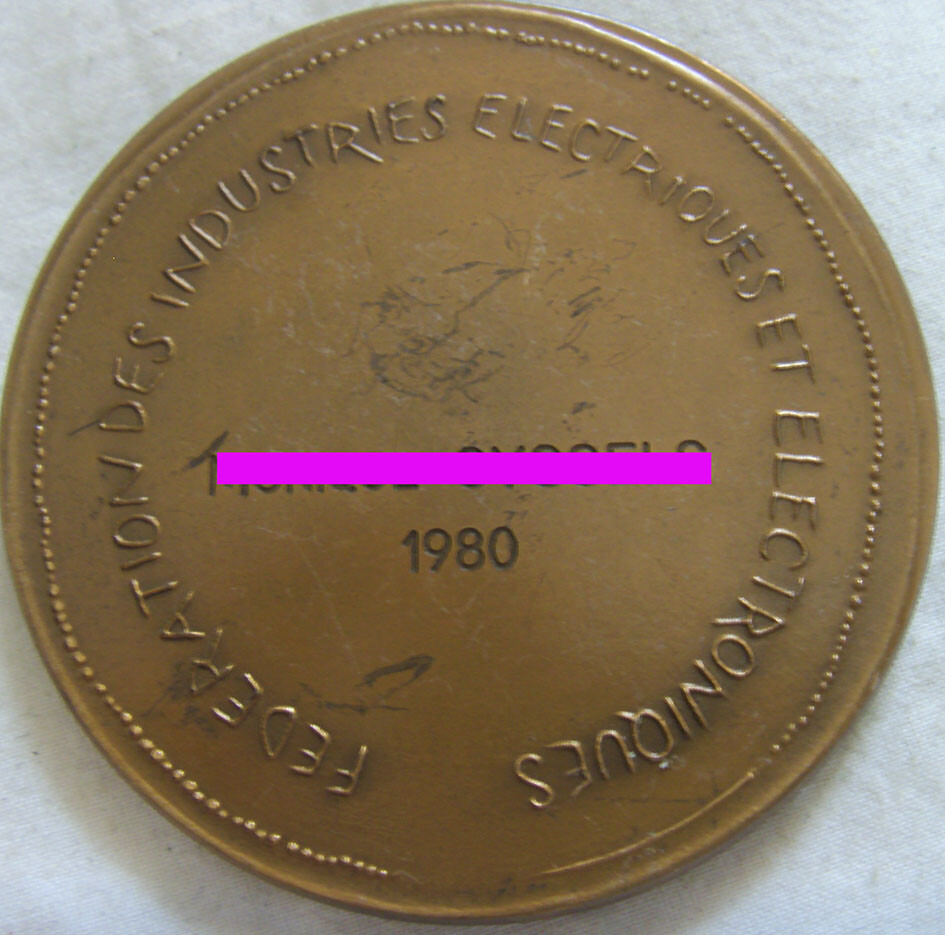 FEDERATION DES INDUSTRIES ELECTRIQUES ET ELECTRONIQUES
1980